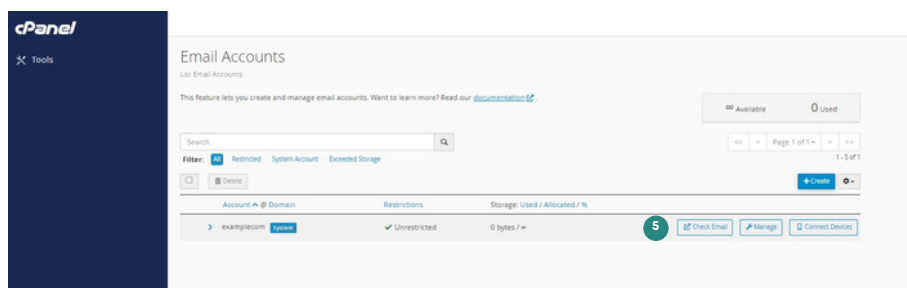 cPanel
Tools
Email Accounts
List Email Accounts
This feature lets you create and manage email accounts. Want to learn more? Read our documentation .
∞ Available 0 Used
Search
<< < Page 1 of 1 > >>
Filter: All Restricted System Account Exceeded Storage
1 - 5 of 1
Delete
+ Create
Account @ Domain Restrictions Storage: Used / Allocated / %
examplecom System Unrestricted 0 bytes / ∞ 5 Check Email Manage Connect Devices